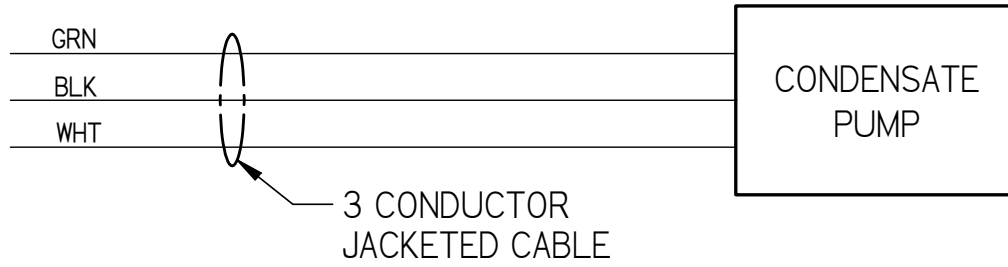 GRN
BLK
WHT
CONDENSATE
PUMP
3 CONDUCTOR
JACKETED CABLE